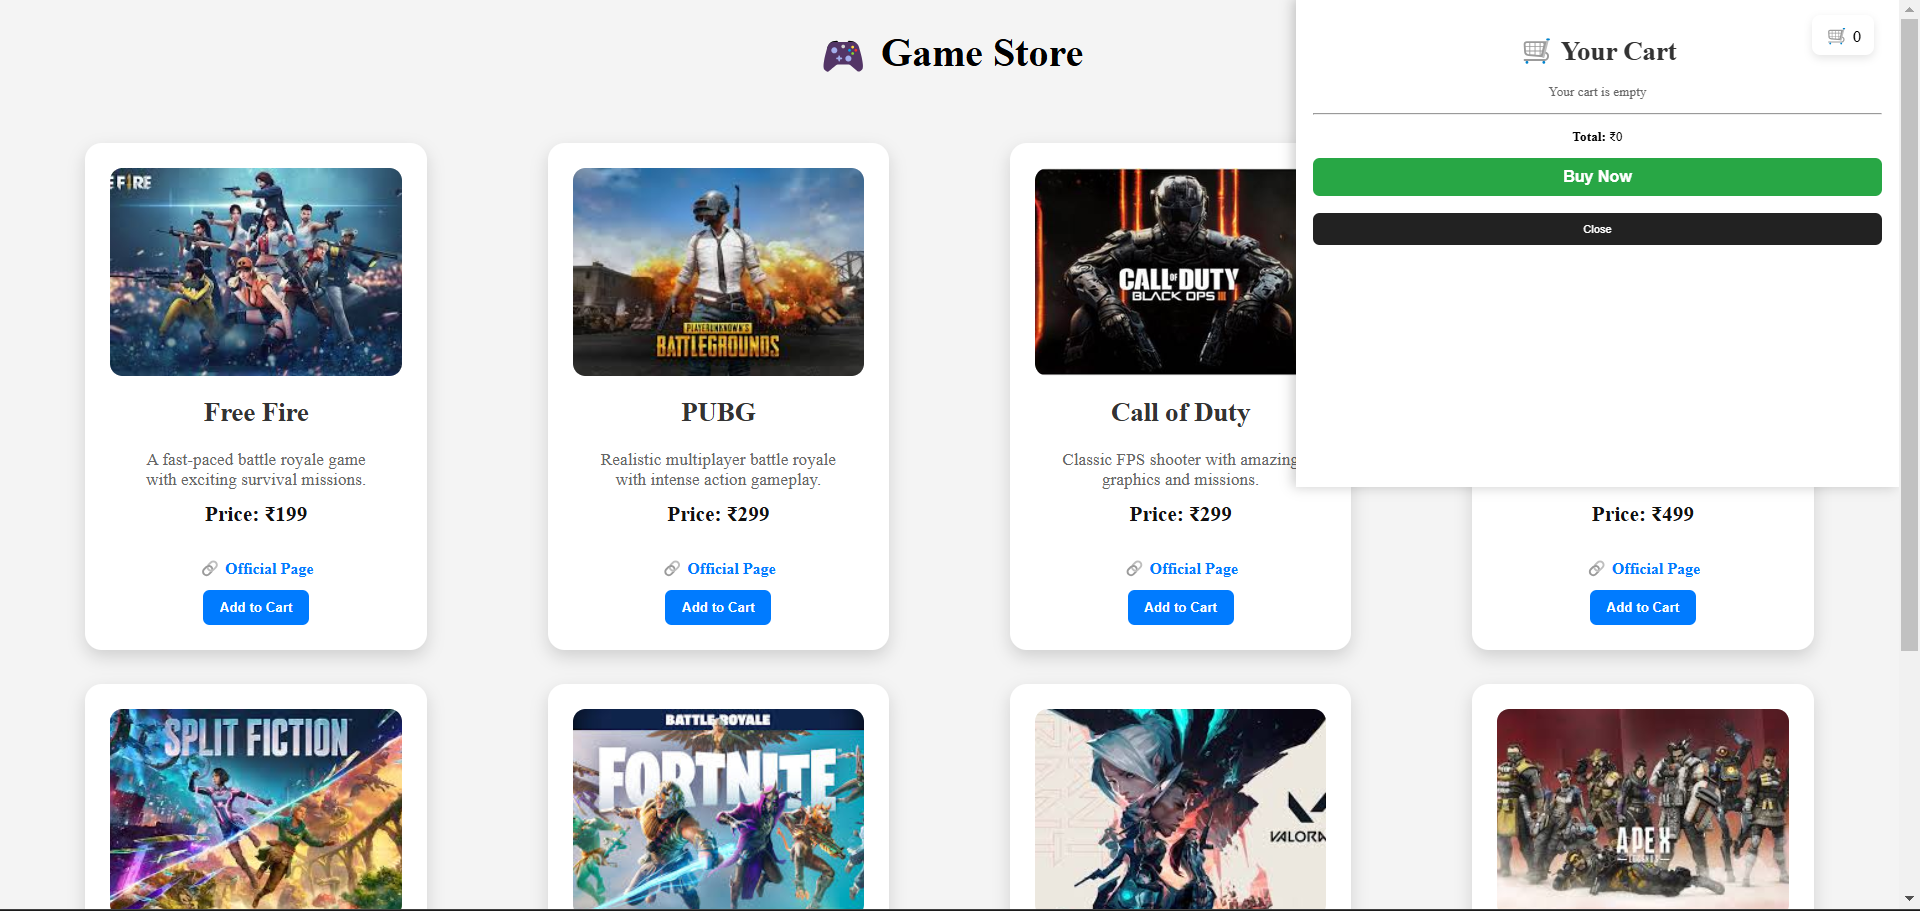 Game Store
Your Cart
0
Your cart is empty
Total: ₹0
Buy Now
Close
E FIRE
PLAYERUNKNOWN'S
BATTLEGROUNDS
CALL OF DUTY
BLACK OPS III
Free Fire
PUBG
Call of Duty
A fast-paced battle royale game
with exciting survival missions.
Realistic multiplayer battle royale
with intense action gameplay.
Classic FPS shooter with amazing
graphics and missions.
Price: ₹199
Price: ₹299
Price: ₹299
Price: ₹499
Official Page
Official Page
Official Page
Official Page
Add to Cart
Add to Cart
Add to Cart
Add to Cart
SPLIT FICTION
BATTLE ROYALE
FORTNITE
VALORA
APEX